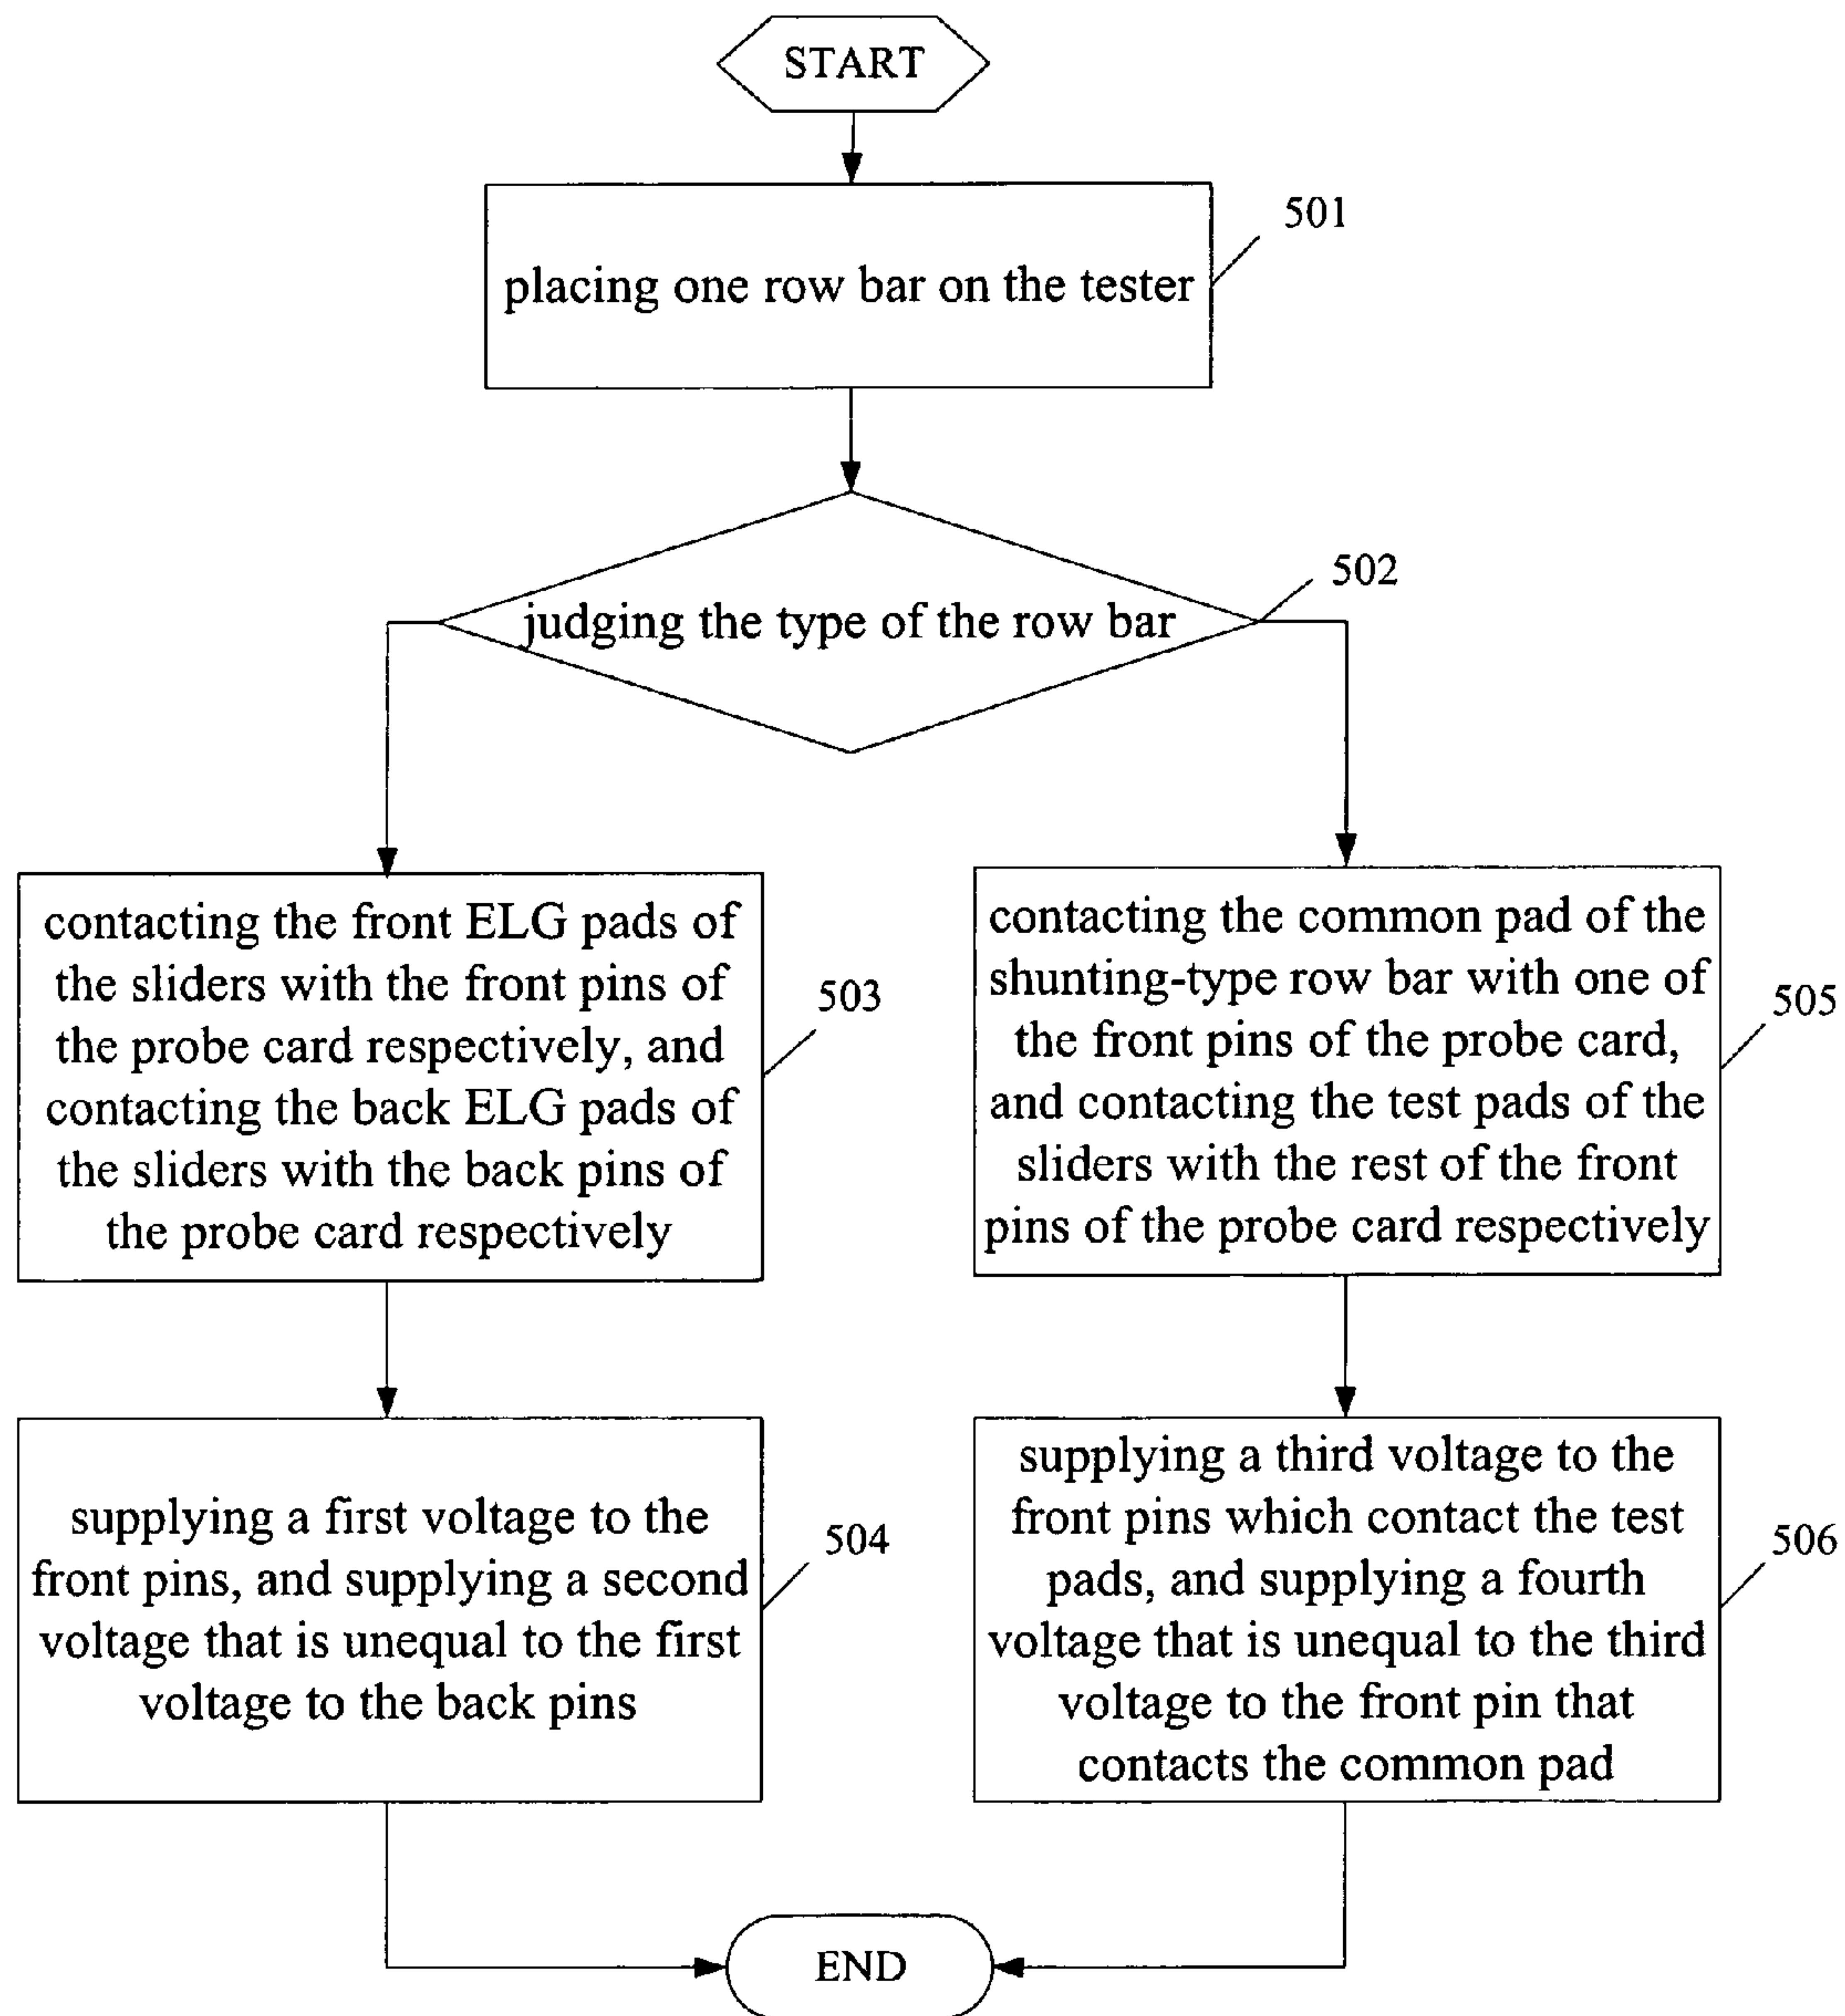 START
501
placing one row bar on the tester
502
judging the type of the row bar
contacting the front ELG pads of
the sliders with the front pins of
the probe card respectively, and
contacting the back ELG pads of
the sliders with the back pins of
the probe card respectively
503
contacting the common pad of the
shunting-type row bar with one of
the front pins of the probe card,
and contacting the test pads of the
sliders with the rest of the front
pins of the probe card respectively
505
supplying a first voltage to the
front pins, and supplying a second
voltage that is unequal to the first
voltage to the back pins
504
supplying a third voltage to the
front pins which contact the test
pads, and supplying a fourth
voltage that is unequal to the third
voltage to the front pin that
contacts the common pad
506
END